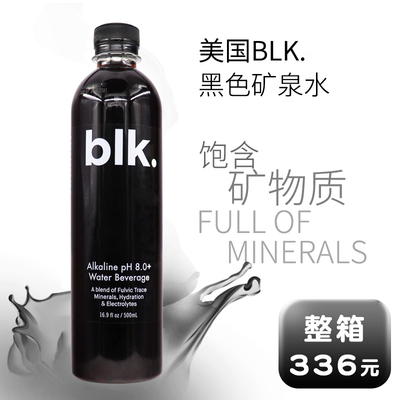 美国BLK.
黑色矿泉水
饱含
矿物质
FULL OF
MINERALS
blk.
Alkaline pH 8.0+
Water Beverage
A blend of Fulvic Trace
Minerals, Hydration
& Electrolytes
16.9 fl oz / 500mL
整箱
336元